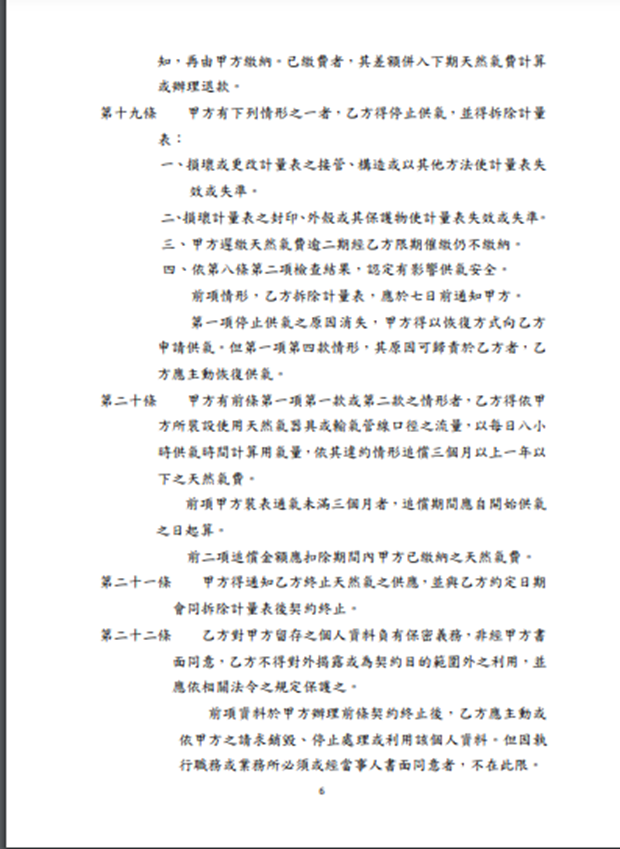 知，再由甲方繳納。已繳費者，其差額併入下期天然氣費計算
或辦理退款。
第十九條　　甲方有下列情形之一者，乙方得停止供氣，並得拆除計量
表：
一、損壞或更改計量表之接管、構造或以其他方法使計量表失
效或失準。
二、損壞計量表之封印、外殼或其保護物使計量表失效或失準。
三、甲方遲繳天然氣費逾二期經乙方限期催繳仍不繳納。
四、依第八條第二項檢查結果，認定有影響供氣安全。
前項情形，乙方拆除計量表，應於七日前通知甲方。
第一項停止供氣之原因消失，甲方得以恢復方式向乙方
申請供氣。但第一項第四款情形，其原因可歸責於乙方者，乙
方應主動恢復供氣。
第二十條　　甲方有前條第一項第一款或第二款之情形者，乙方得依甲
方所裝設使用天然氣器具或輸氣管線口徑之流量，以每日八小
時供氣時間計算用氣量，依其違約情形追償三個月以上一年以
下之天然氣費。
前項甲方裝表通氣未滿三個月者，追償期間應自開始供氣
之日起算。
前二項追償金額應扣除期間內甲方已繳納之天然氣費。
第二十一條　　甲方得通知乙方終止天然氣之供應，並與乙方約定日期
會同拆除計量表後契約終止。
第二十二條　　乙方對甲方留存之個人資料負有保密義務，非經甲方書
面同意，乙方不得對外揭露或為契約目的範圍外之利用，並
應依相關法令之規定保護之。
前項資料於甲方辦理前條契約終止後，乙方應主動或
依甲方之請求銷毀、停止處理或利用該個人資料。但因執
行職務或業務所必須或經當事人書面同意者，不在此限。
6